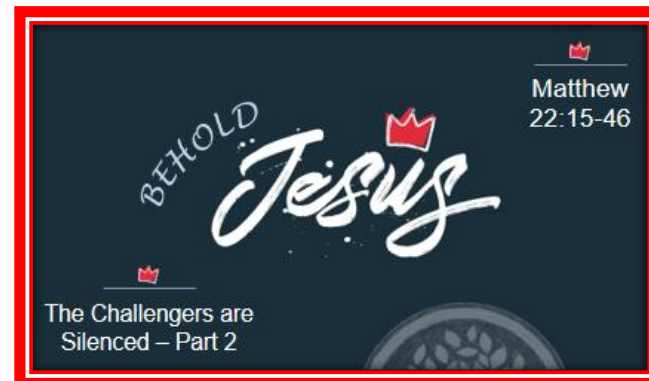 BEHOLD
Jesus
Matthew
22:15-46
The Challengers are
Silenced – Part 2